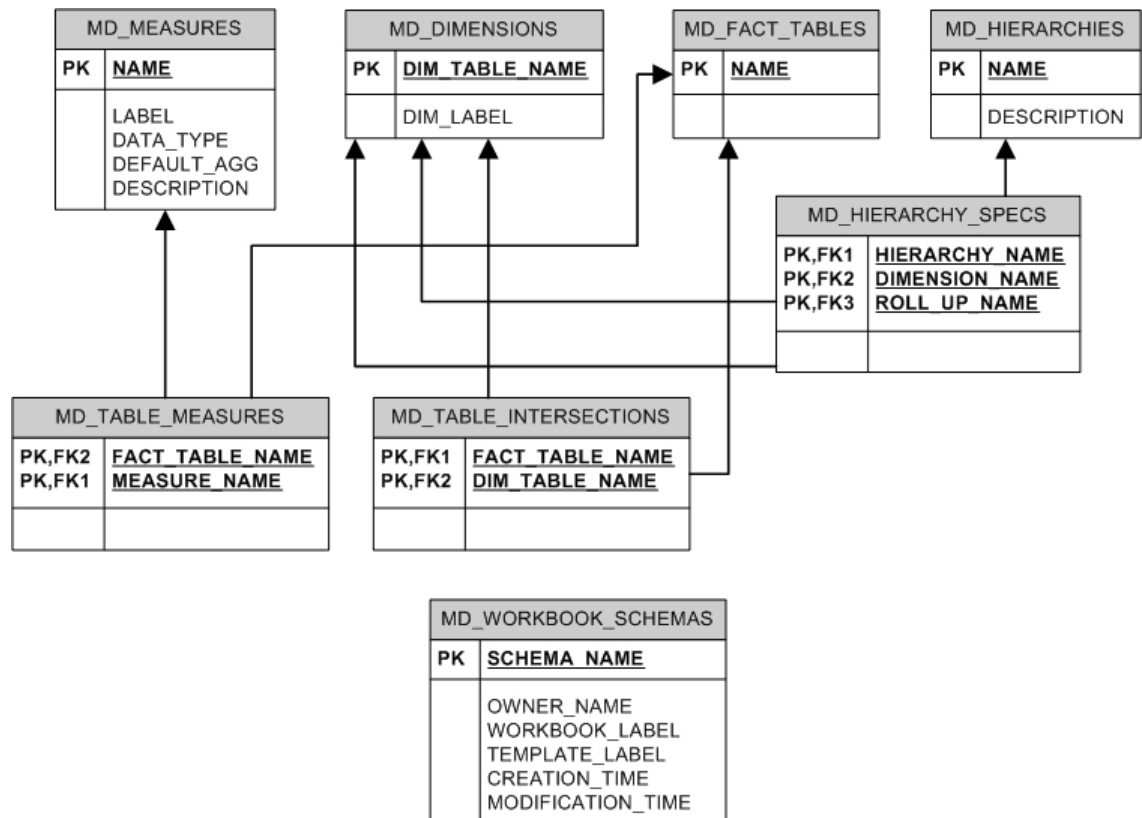 MD_MEASURES
PK NAME
LABEL
DATA_TYPE
DEFAULT_AGG
DESCRIPTION
MD_DIMENSIONS
PK DIM_TABLE_NAME
DIM_LABEL
MD_FACT_TABLES
PK NAME
MD_HIERARCHIES
PK NAME
DESCRIPTION
MD_HIERARCHY_SPECS
PK,FK1 HIERARCHY_NAME
PK,FK2 DIMENSION_NAME
PK,FK3 ROLL_UP_NAME
MD_TABLE_MEASURES
PK,FK2 FACT_TABLE_NAME
PK,FK1 MEASURE_NAME
MD_TABLE_INTERSECTIONS
PK,FK1 FACT_TABLE_NAME
PK,FK2 DIM_TABLE_NAME
MD_WORKBOOK_SCHEMAS
PK SCHEMA_NAME
OWNER_NAME
WORKBOOK_LABEL
TEMPLATE_LABEL
CREATION_TIME
MODIFICATION_TIME